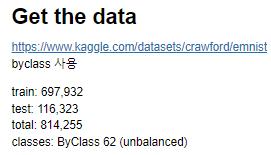 Get the data
https://www.kaggle.com/datasets/crawford/emnist
byclass 사용
train: 697,932
test: 116,323
total: 814,255
classes: ByClass 62 (unbalanced)